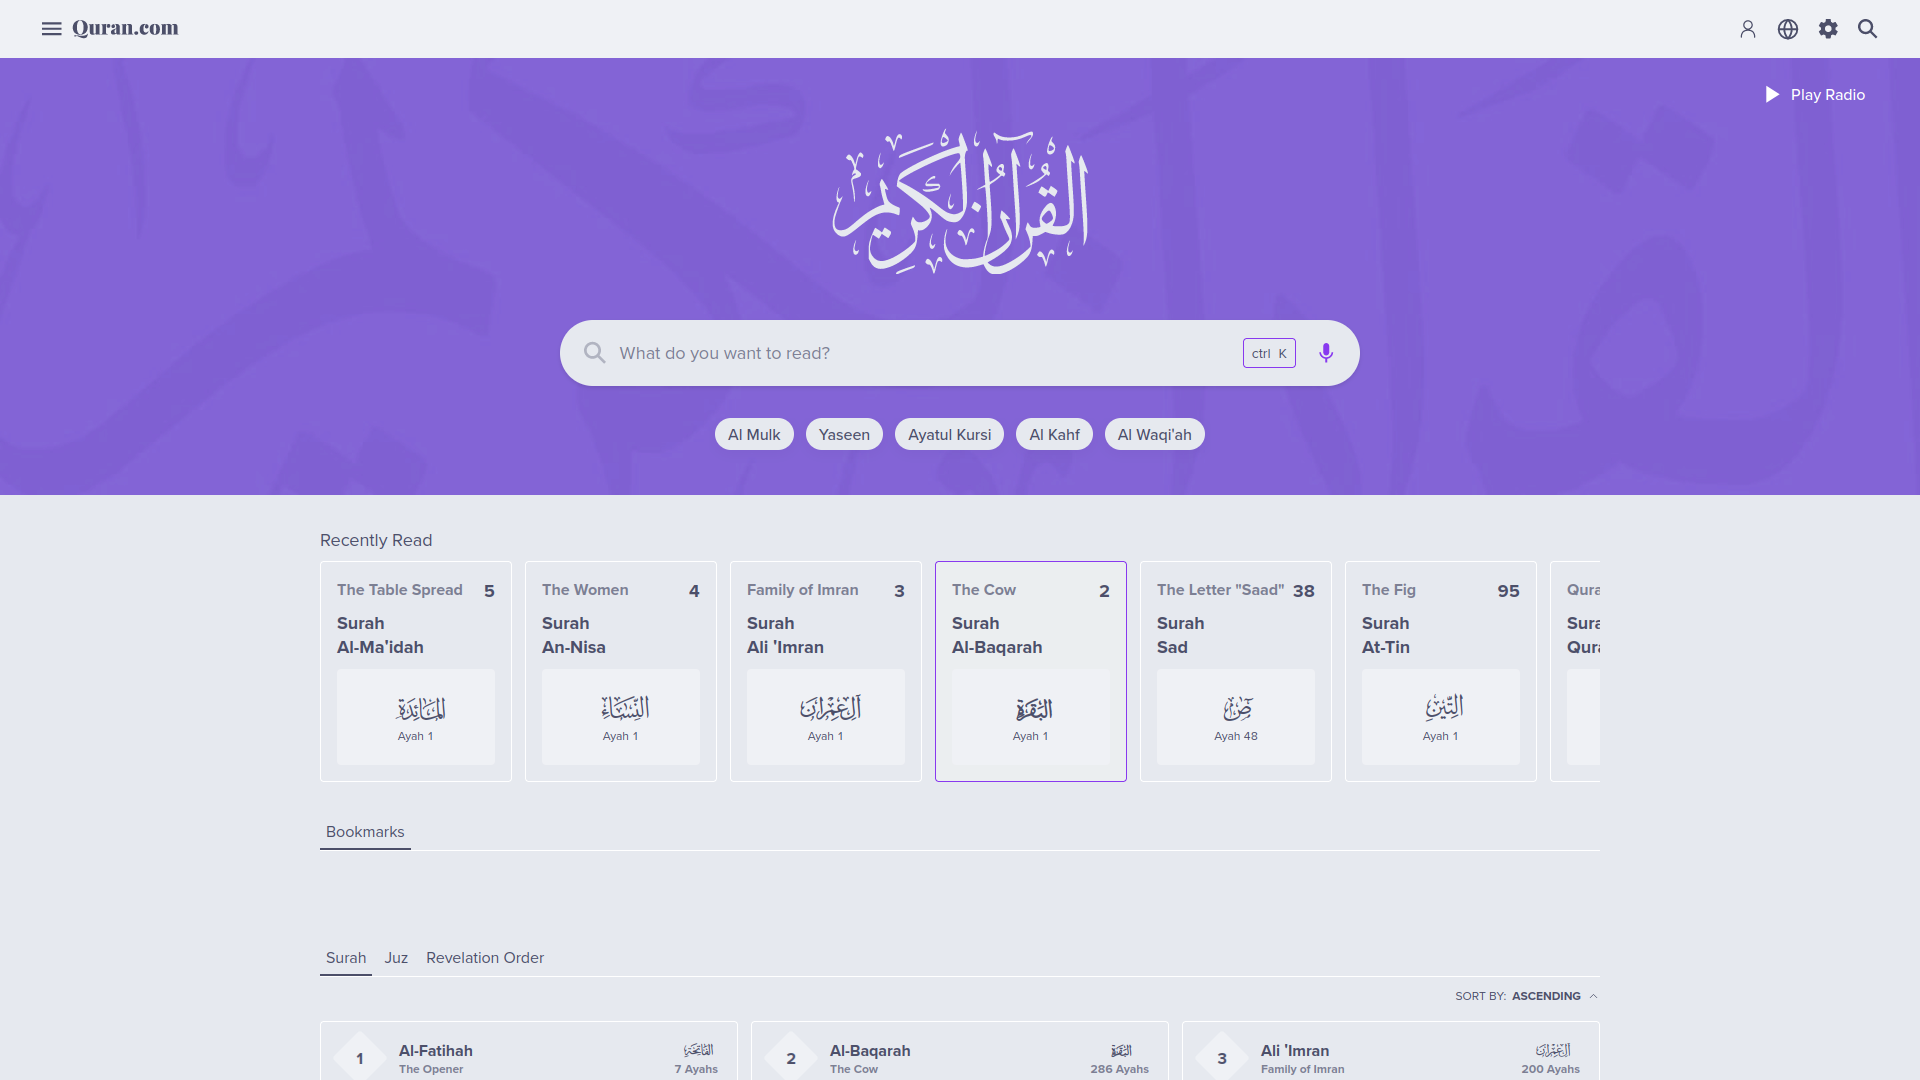 Quran.com
Play Radio
القرآن الكريم
What do you want to read?
ctrl K
Al Mulk
Yaseen
Ayatul Kursi
Al Kahf
Al Waqi'ah
Recently Read
The Table Spread 5
Surah
Al-Ma'idah
المائدة
Ayah 1
The Women 4
Surah
An-Nisa
النساء
Ayah 1
Family of Imran 3
Surah
Ali 'Imran
آل عمران
Ayah 1
The Cow 2
Surah
Al-Baqarah
البقرة
Ayah 1
The Letter "Saad" 38
Surah
Sad
ص
Ayah 48
The Fig 95
Surah
At-Tin
التين
Ayah 1
Bookmarks
Surah
Juz
Revelation Order
SORT BY: ASCENDING
1
Al-Fatihah
The Opener
الفاتحة
7 Ayahs
2
Al-Baqarah
The Cow
البقرة
286 Ayahs
3
Ali 'Imran
Family of Imran
آل عمران
200 Ayahs